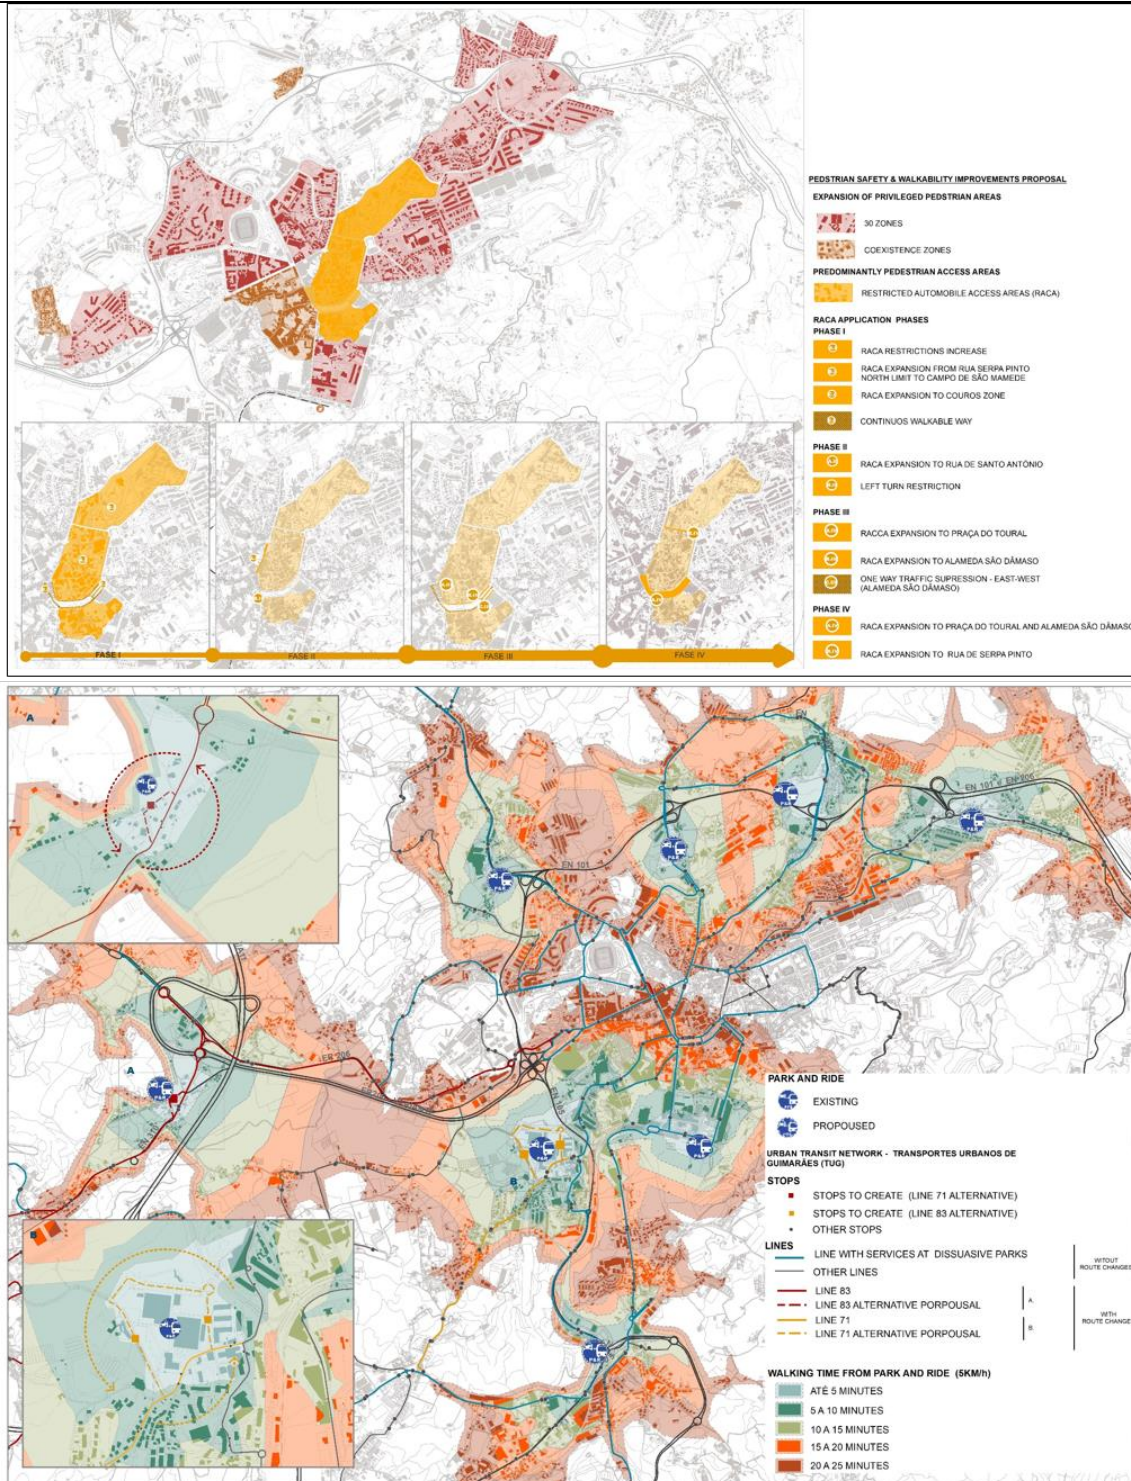 PEDSTRIAN SAFETY & WALKABILITY IMPROVEMENTS PROPOSAL
EXPANSION OF PRIVILEGED PEDSTRIAN AREAS
30 ZONES
COEXISTENCE ZONES
PREDOMINANTLY PEDESTRIAN ACCESS AREAS
RESTRICTED AUTOMOBILE ACCESS AREAS (RACA)
RACA APPLICATION PHASES
PHASE I
RACA RESTRICTIONS INCREASE
RACA EXPANSION FROM RUA SERPA PINTO
NORTH LIMIT TO CAMPO DE SÃO MAMEDE
RACA EXPANSION TO COUROS ZONE
CONTINUOS WALKABLE WAY
PHASE II
RACA EXPANSION TO RUA DE SANTO ANTÓNIO
LEFT TURN RESTRICTION
PHASE III
RACCA EXPANSION TO PRAÇA DO TOURAL
RACA EXPANSION TO ALAMEDA SÃO DÂMASO
ONE WAY TRAFFIC SUPRESSION - EAST-WEST
(ALAMEDA SÃO DÂMASO)
PHASE IV
RACA EXPANSION TO PRAÇA DO TOURAL AND ALAMEDA SÃO DÂMASO
RACA EXPANSION TO RUA DE SERPA PINTO
FASE I
FASE II
FASE III
FASE IV
A
EN 101
EN 101 e EN 206
A11
ER 206
A
P&R
B
B
PARK AND RIDE
EXISTING
PROPOUSED
URBAN TRANSIT NETWORK - TRANSPORTES URBANOS DE
GUIMARÃES (TUG)
STOPS
STOPS TO CREATE (LINE 71 ALTERNATIVE)
STOPS TO CREATE (LINE 83 ALTERNATIVE)
OTHER STOPS
LINES
LINE WITH SERVICES AT DISSUASIVE PARKS
OTHER LINES
WITOUT
ROUTE CHANGES
LINE 83
LINE 83 ALTERNATIVE PORPOUSAL
A.
LINE 71
LINE 71 ALTERNATIVE PORPOUSAL
B.
WITH
ROUTE CHANGE
WALKING TIME FROM PARK AND RIDE (5KM/h)
ATÉ 5 MINUTES
5 A 10 MINUTES
10 A 15 MINUTES
15 A 20 MINUTES
20 A 25 MINUTES